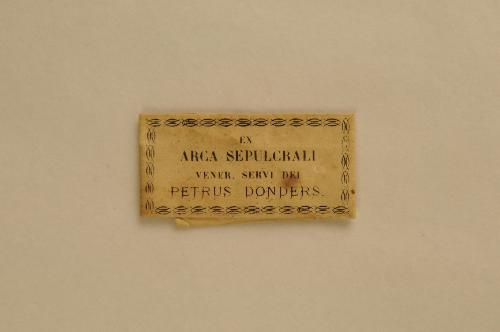 EX
ARCA SEPULCRALI
VENER. SERVI DEI
PETRUS DONDERS.